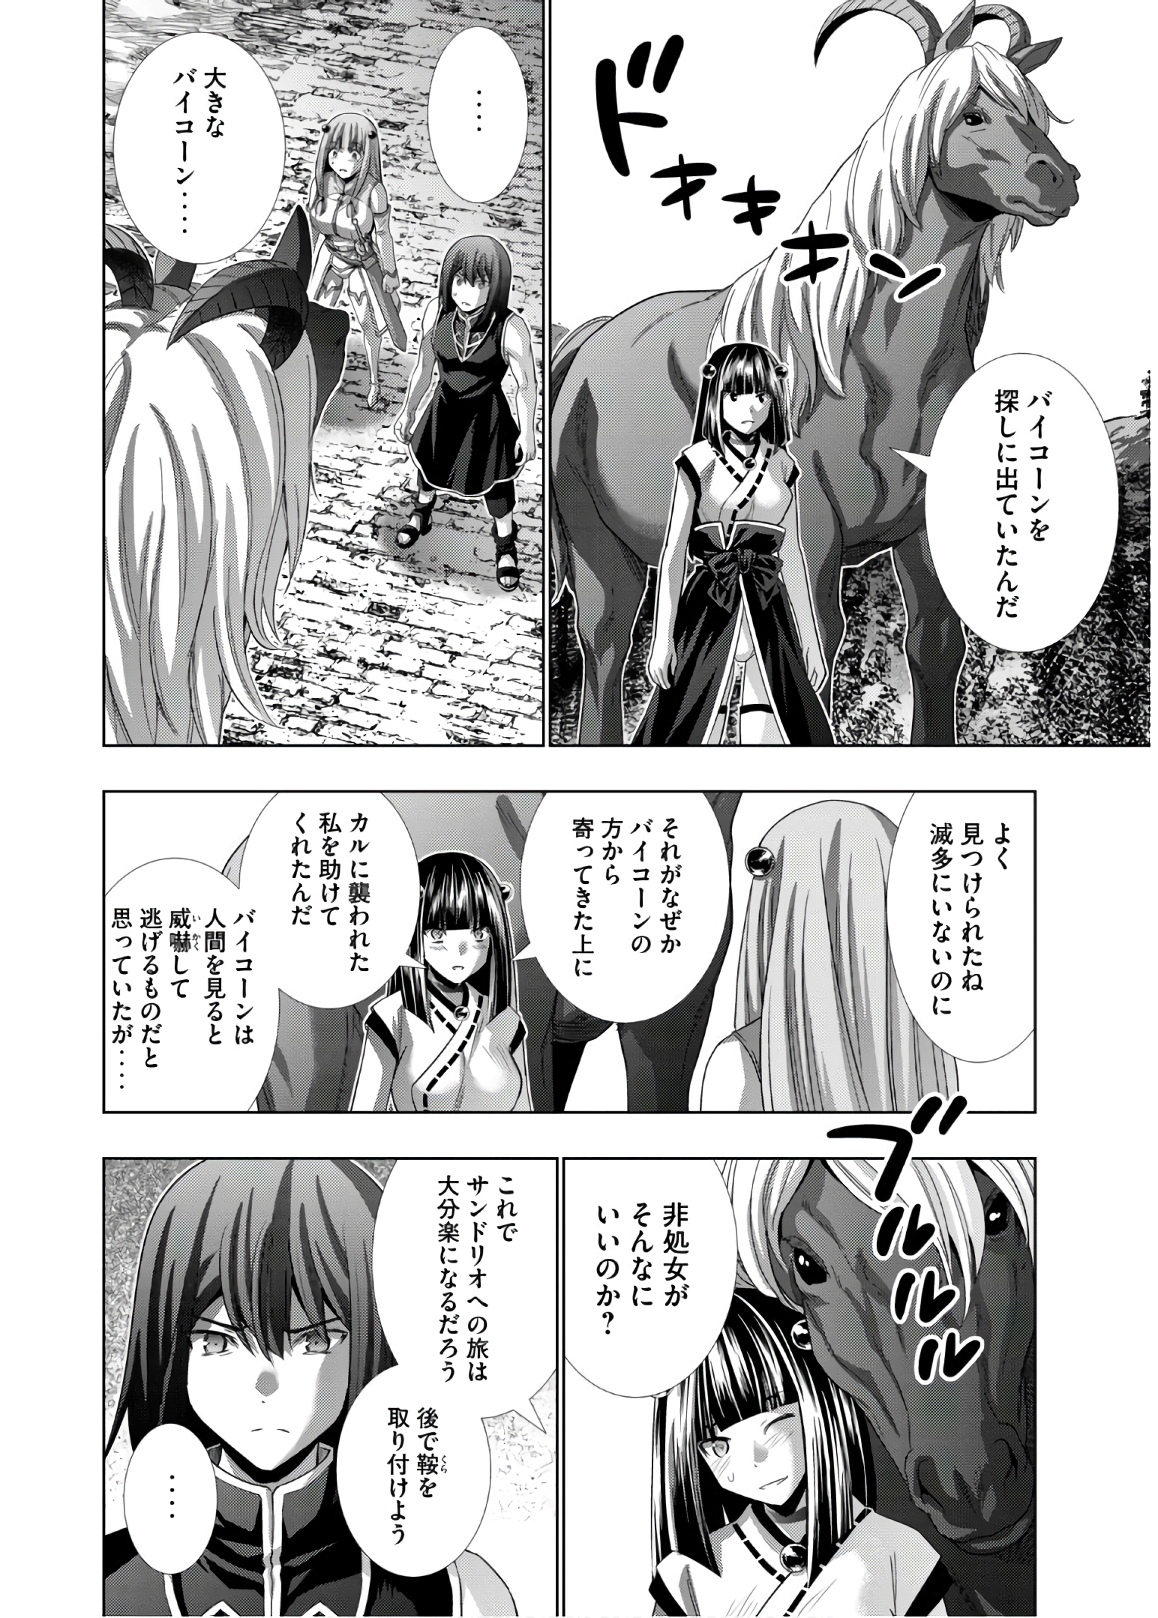 バイコーンを
探しに出ていたんだ
ドキキキン
‥‥
大きな
バイコーン‥‥
よく
見つけられたね
滅多にいないのに
それがなぜか
バイコーンの
方から
寄ってきた上に
カルに襲われた
私を助けて
くれたんだ
バイコーンは
人間を見ると
威嚇して
いかく
逃げるものだと
思っていたが‥‥
ブルルル
非処女が
そんなに
いいのか？
これで
サンドリオへの旅は
大分楽になるだろう
後で鞍を
くら
取り付けよう
‥‥